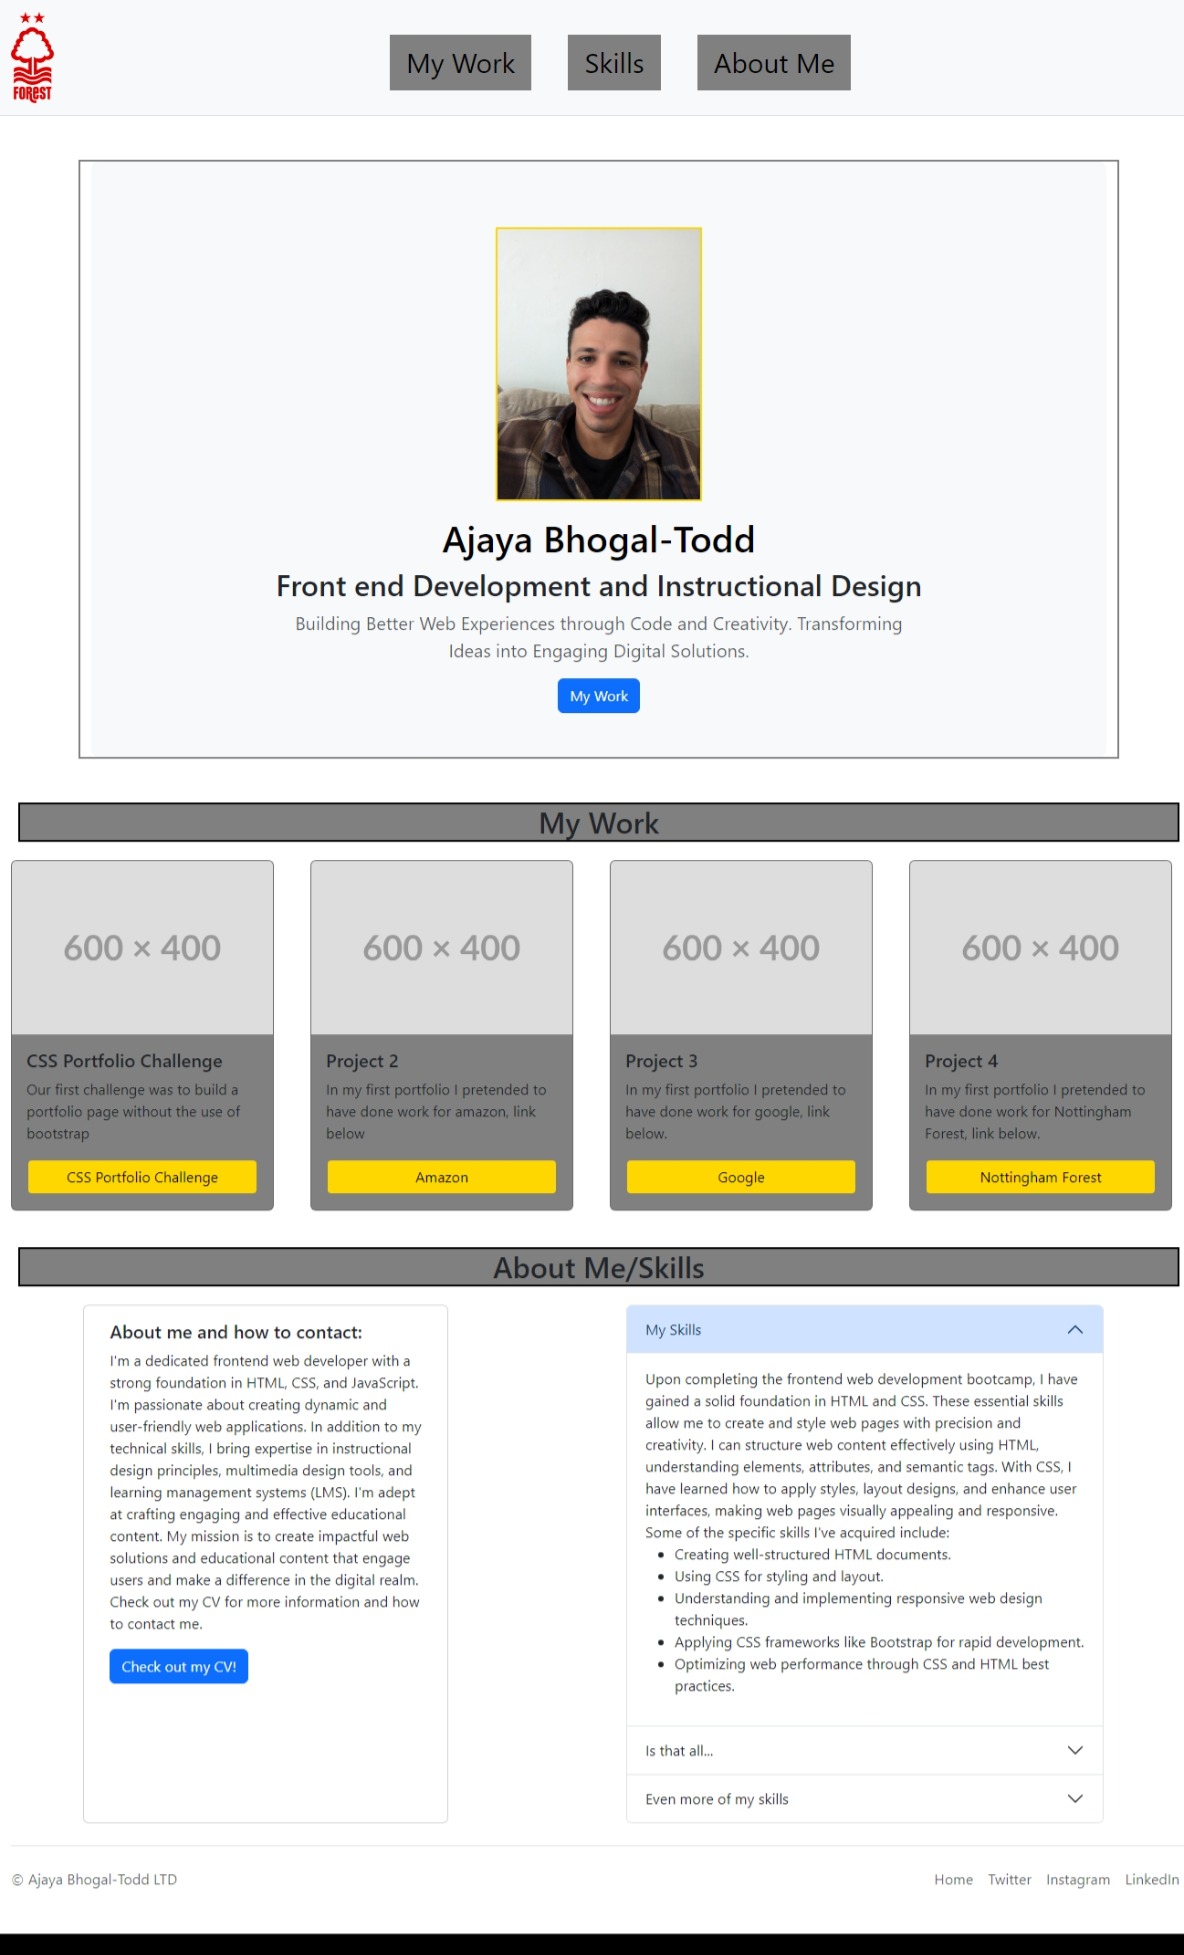 FOREST
My Work
Skills
About Me
Ajaya Bhogal-Todd
Front end Development and Instructional Design
Building Better Web Experiences through Code and Creativity. Transforming
Ideas into Engaging Digital Solutions.
My Work
My Work
600 × 400
CSS Portfolio Challenge
Our first challenge was to build a
portfolio page without the use of
bootstrap
CSS Portfolio Challenge
600 × 400
Project 2
In my first portfolio I pretended to
have done work for amazon, link
below
Amazon
600 × 400
Project 3
In my first portfolio I pretended to
have done work for google, link
below.
Google
600 × 400
Project 4
In my first portfolio I pretended to
have done work for Nottingham
Forest, link below.
Nottingham Forest
About Me/Skills
About me and how to contact:
I'm a dedicated frontend web developer with a
strong foundation in HTML, CSS, and JavaScript.
I'm passionate about creating dynamic and
user-friendly web applications. In addition to my
technical skills, I bring expertise in instructional
design principles, multimedia design tools, and
learning management systems (LMS). I'm adept
at crafting engaging and effective educational
content. My mission is to create impactful web
solutions and educational content that engage
users and make a difference in the digital realm.
Check out my CV for more information and how
to contact me.
Check out my CV!
My Skills
Upon completing the frontend web development bootcamp, I have
gained a solid foundation in HTML and CSS. These essential skills
allow me to create and style web pages with precision and
creativity. I can structure web content effectively using HTML,
understanding elements, attributes, and semantic tags. With CSS, I
have learned how to apply styles, layout designs, and enhance user
interfaces, making web pages visually appealing and responsive.
Some of the specific skills I've acquired include:
• Creating well-structured HTML documents.
• Using CSS for styling and layout.
• Understanding and implementing responsive web design
techniques.
• Applying CSS frameworks like Bootstrap for rapid development.
• Optimizing web performance through CSS and HTML best
practices.
Is that all...
Even more of my skills
© Ajaya Bhogal-Todd LTD
Home Twitter Instagram LinkedIn